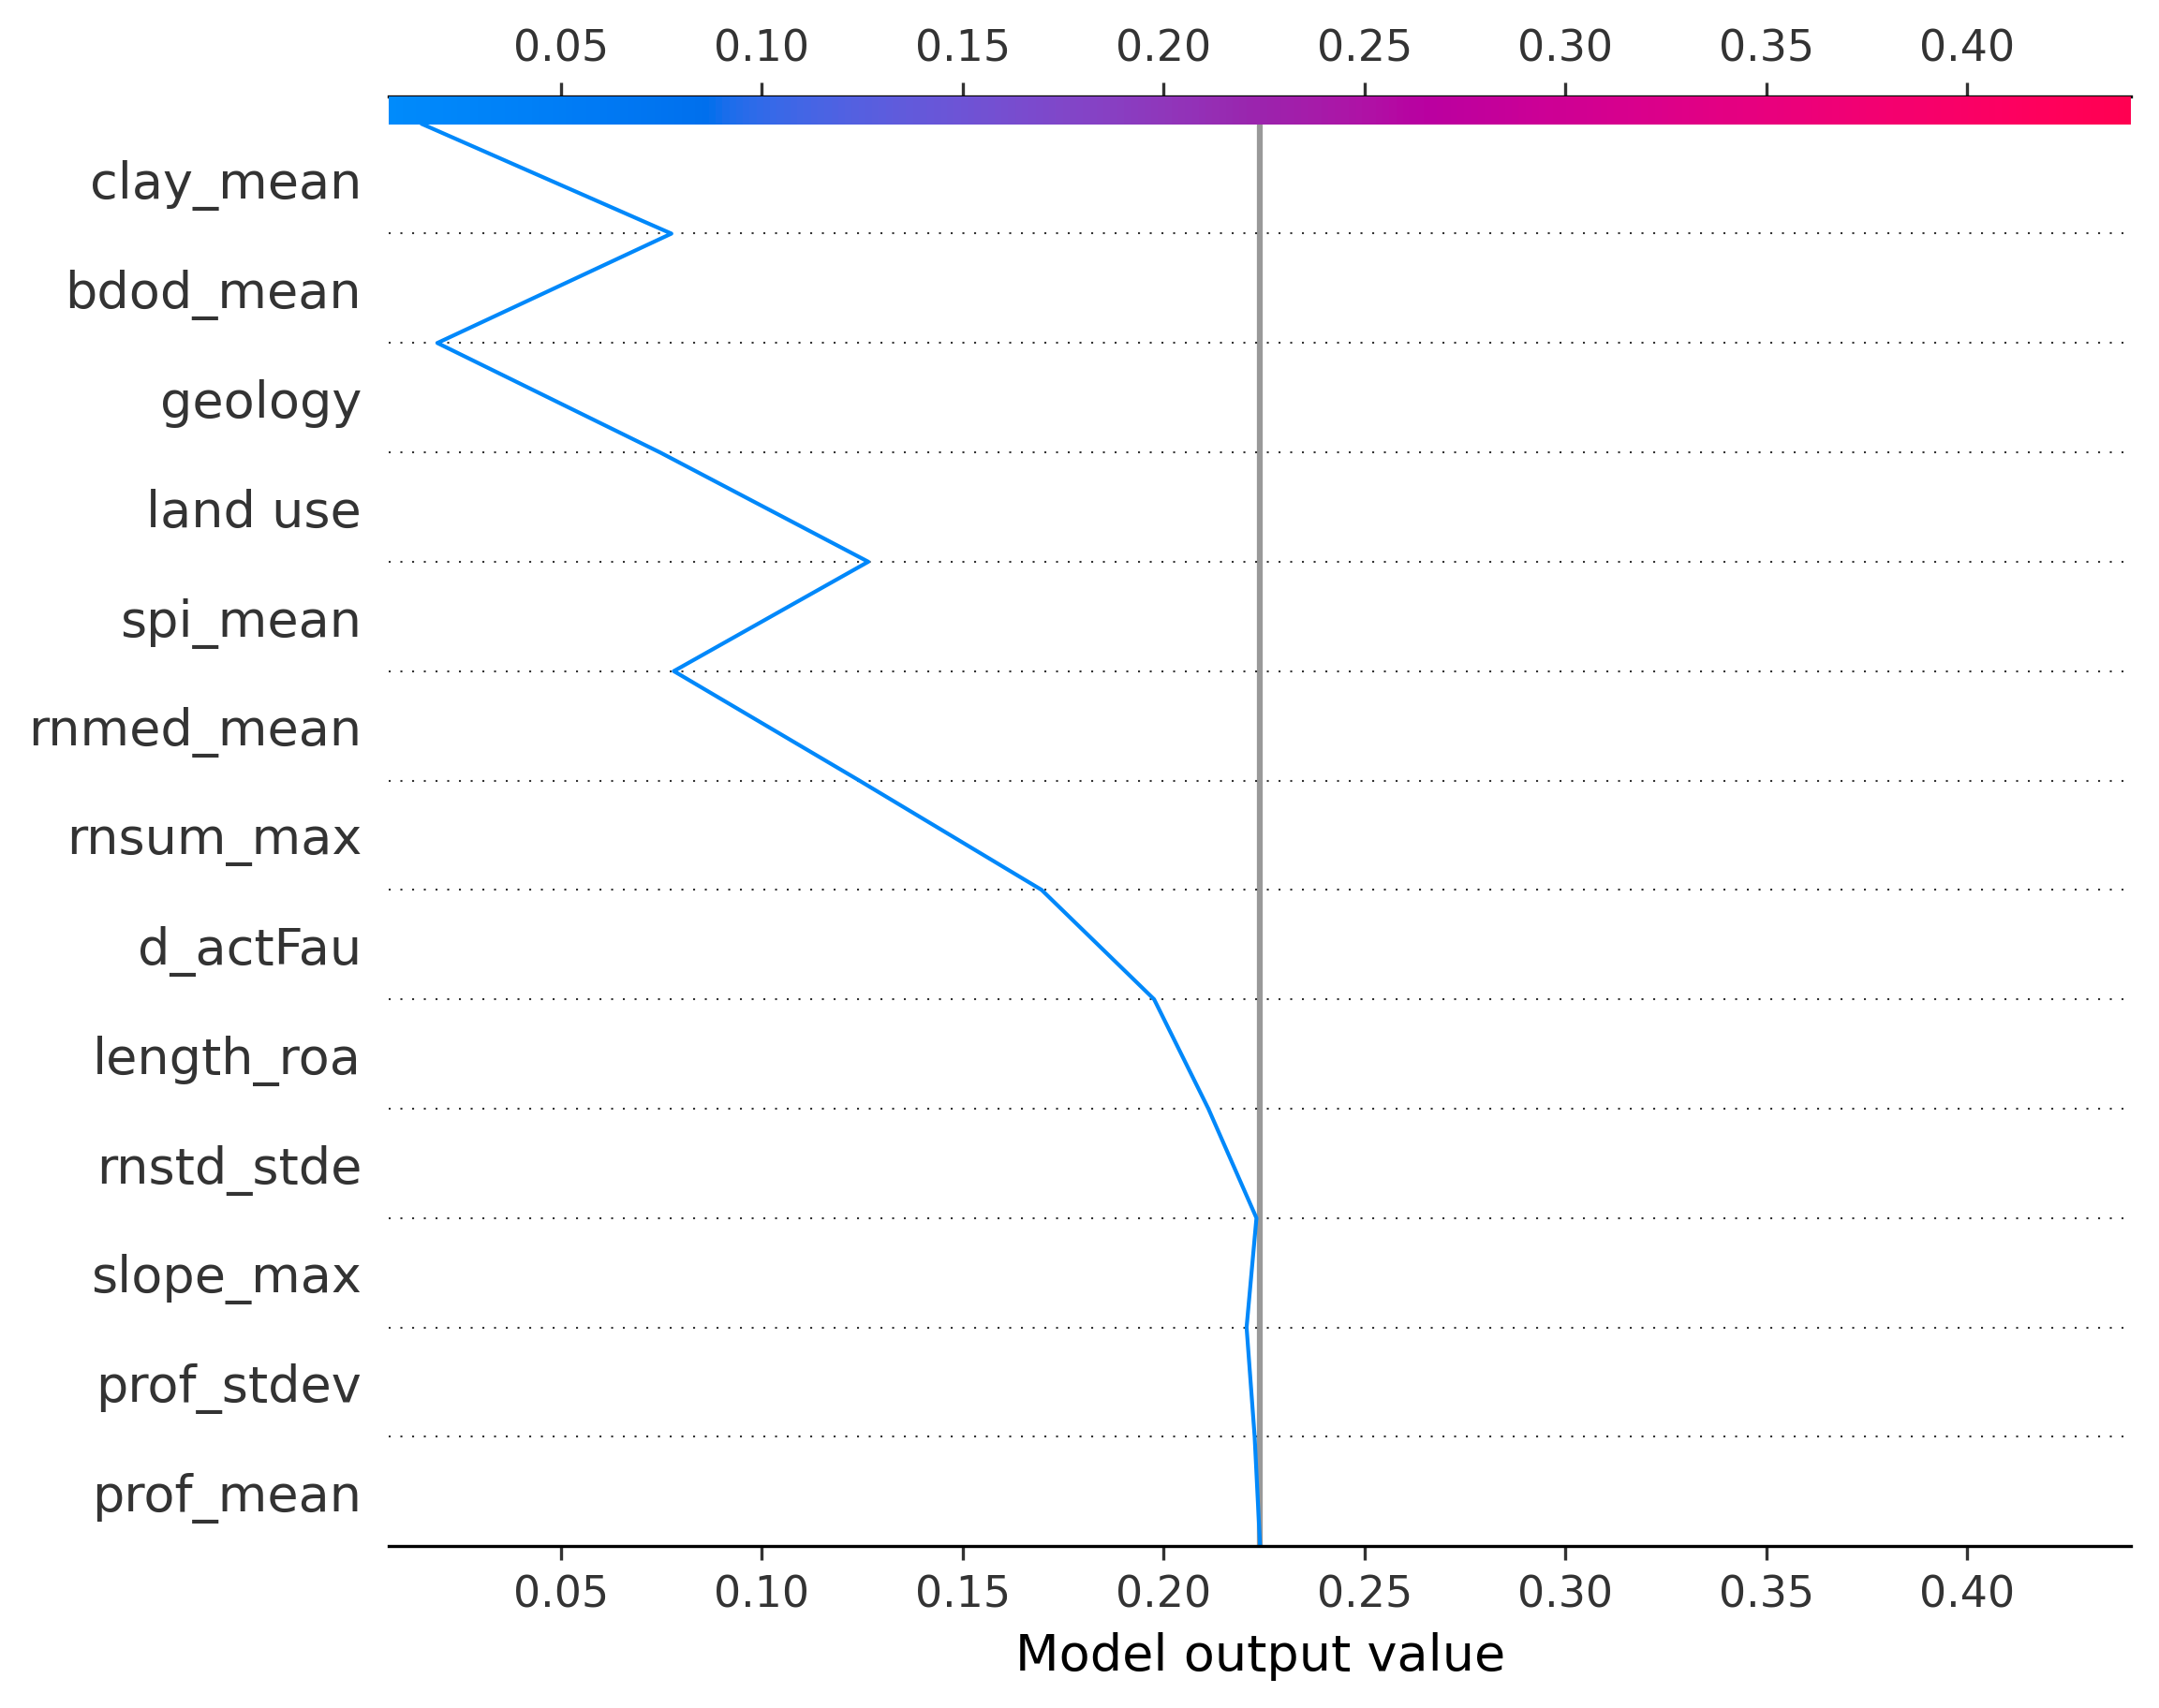 0.05 0.10 0.15 0.20 0.25 0.30 0.35 0.40
clay_mean
bdod_mean
geology
land use
spi_mean
rnmed_mean
rnsum_max
d_actFau
length_roa
rnstd_stde
slope_max
prof_stdev
prof_mean
0.05 0.10 0.15 0.20 0.25 0.30 0.35 0.40
Model output value